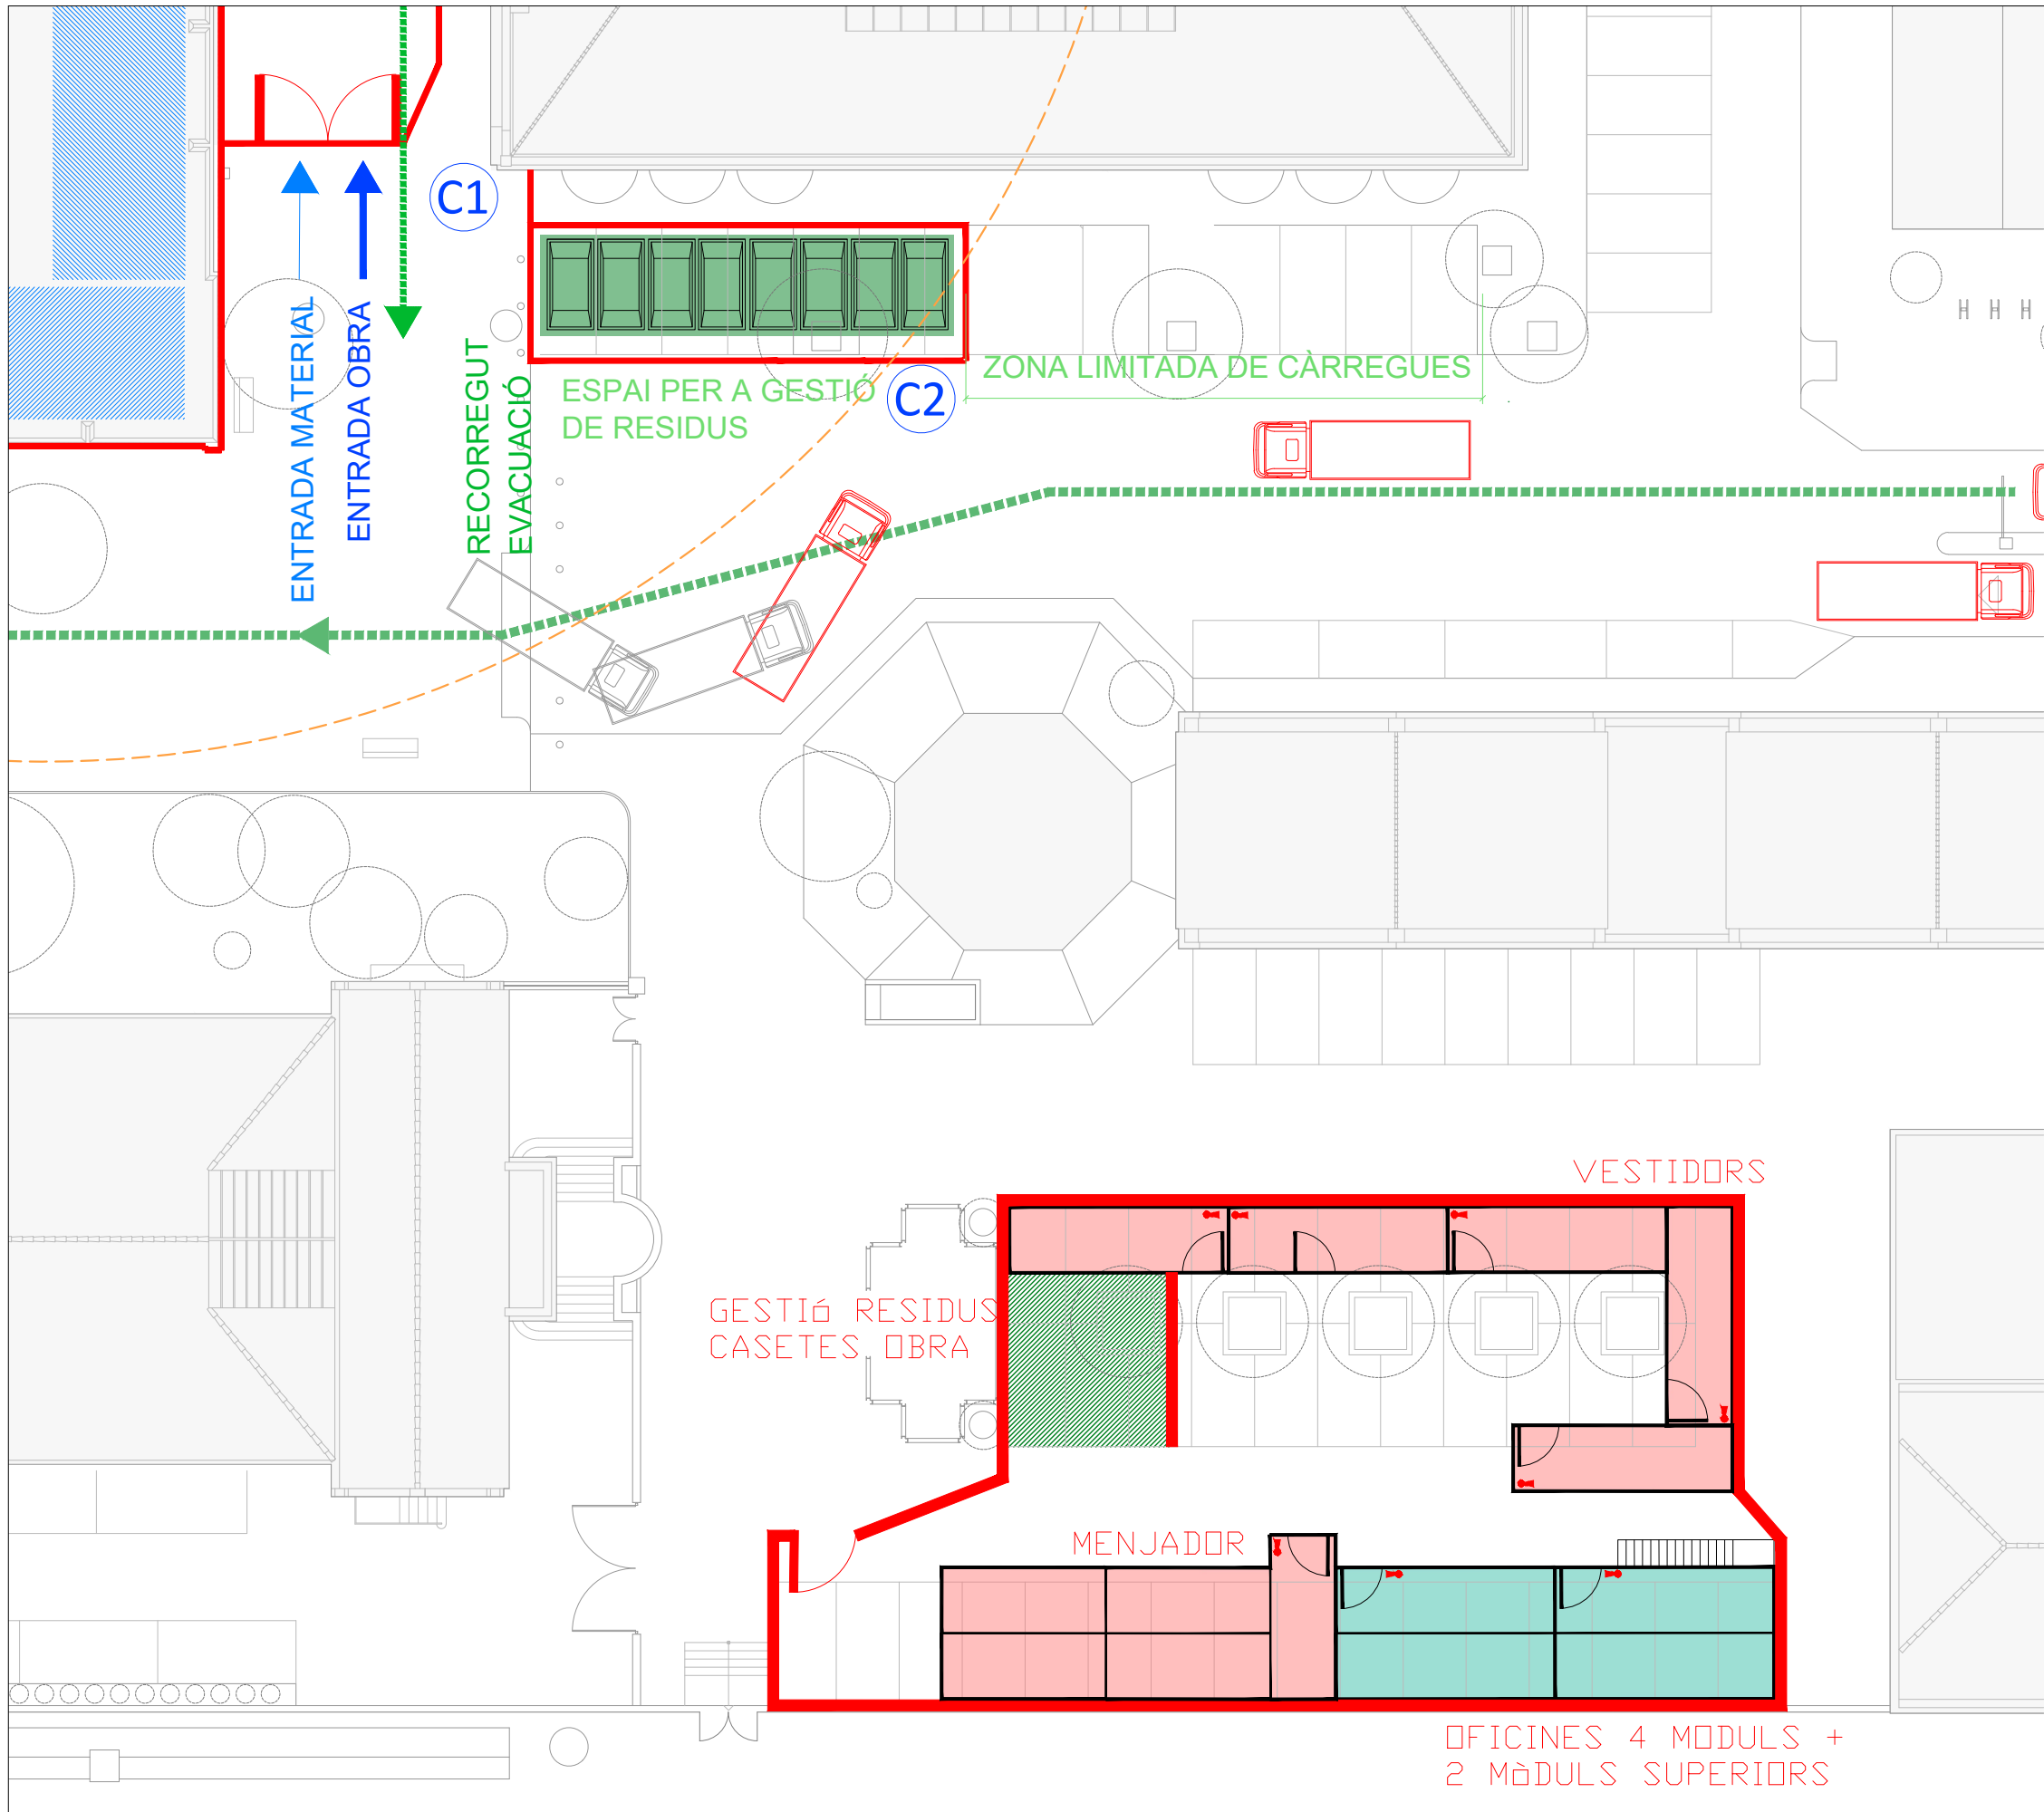 C1
ENTRADA MATERIAL
ENTRADA OBRA
RECORREGUT
EVACUACIÓ
ESPAI PER A GESTIÓ
DE RESIDUS
C2
ZONA LIMITADA DE CÀRREGUES
VESTIDORS
GESTIó RESIDUS
CASETES OBRA
MENJADOR
OFICINES 4 MODULS +
2 MòDULS SUPERIORS